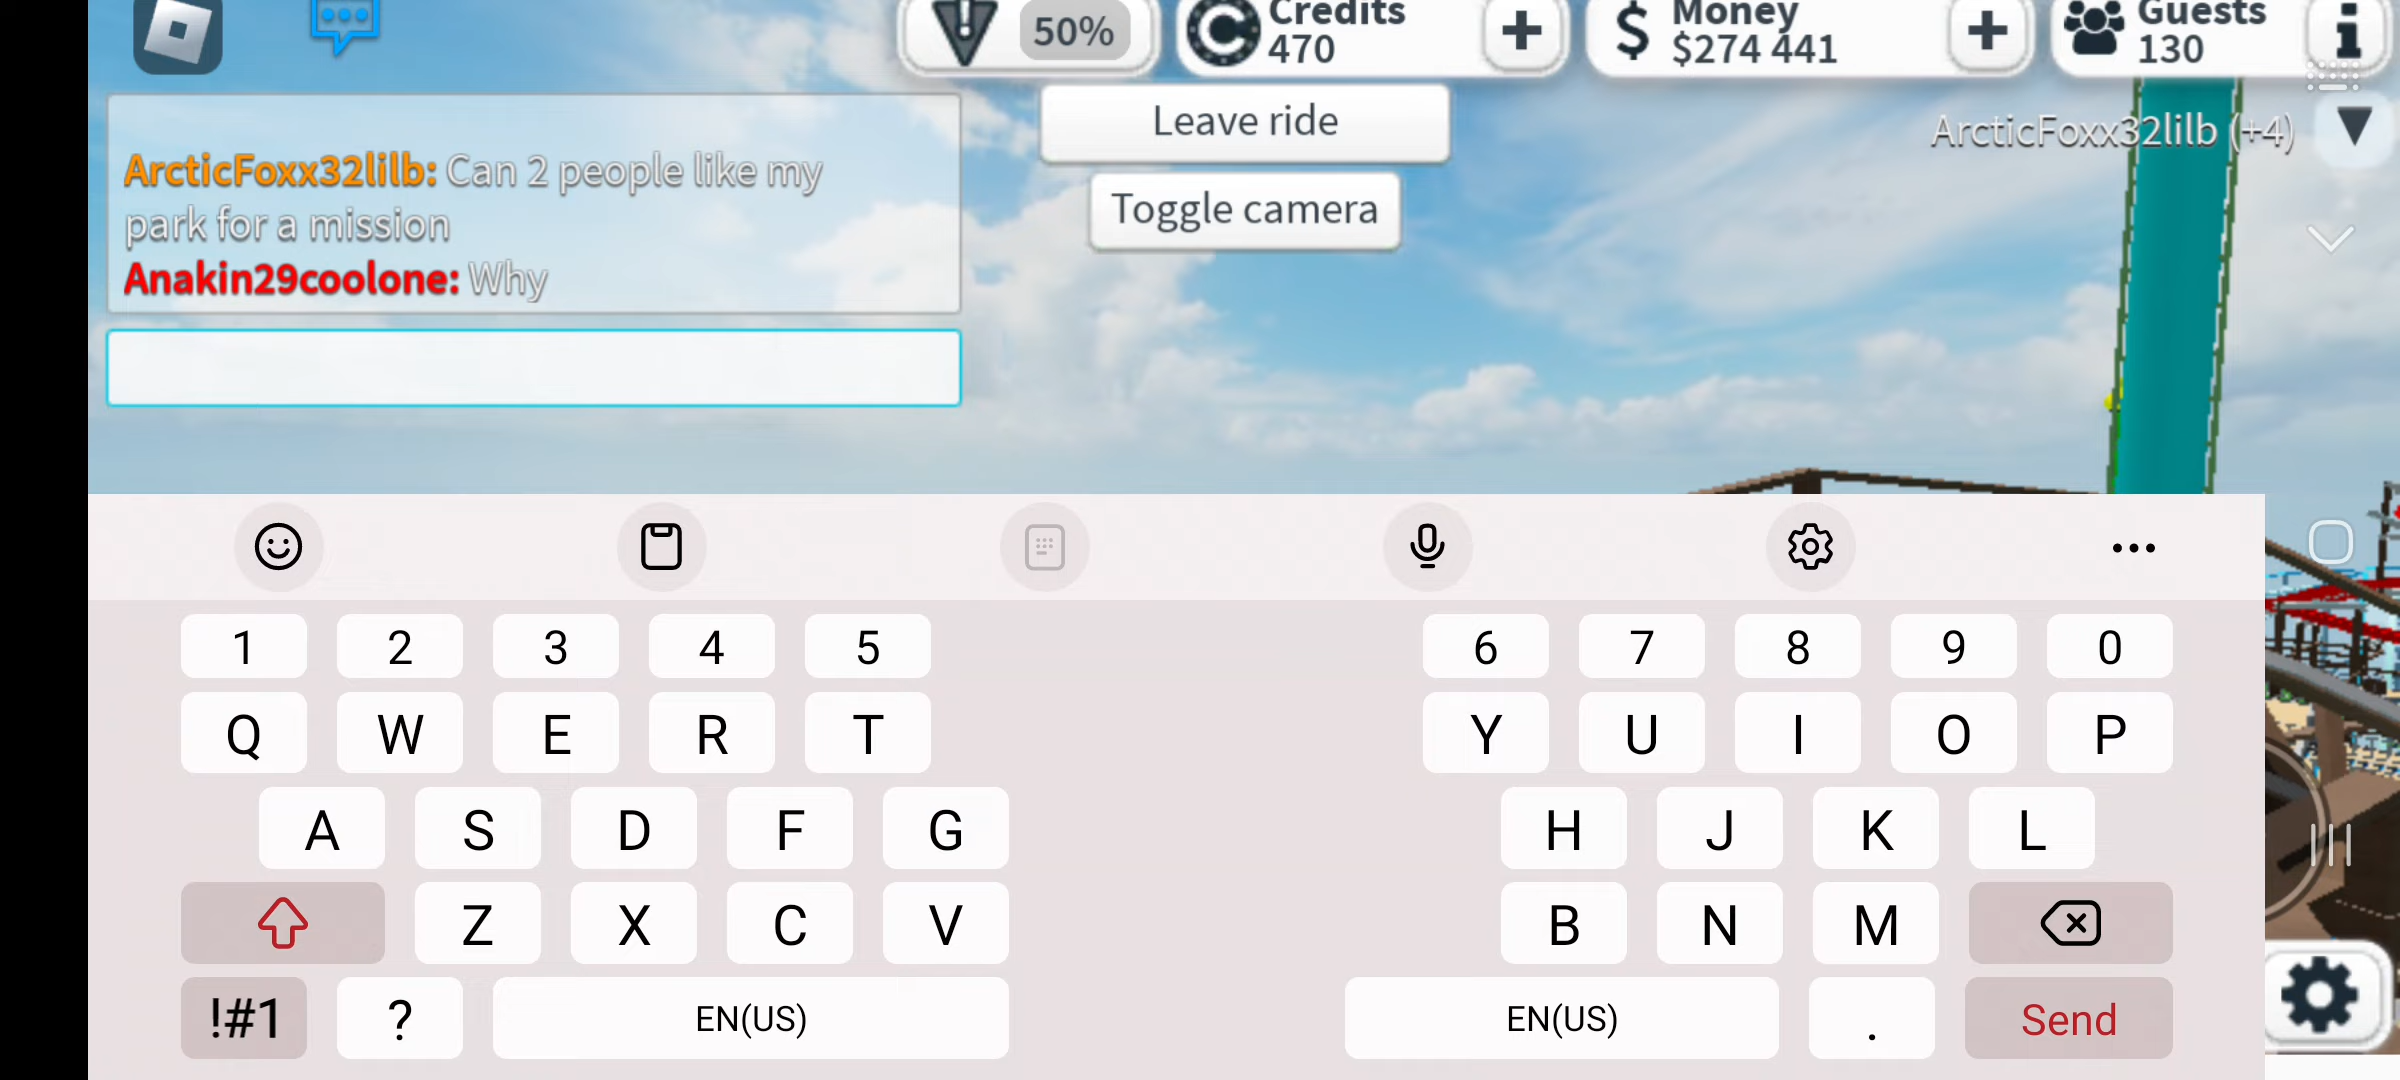 50%
Credits
470
Money
$274 441
Guests
130
Leave ride
Toggle camera
ArcticFoxx32lilb (+4)
ArcticFoxx32lilb: Can 2 people like my
park for a mission
Anakin29coolone: Why
1 2 3 4 5 6 7 8 9 0
Q W E R T Y U I O P
A S D F G H J K L
Z X C V B N M
!#1 ? EN(US) EN(US) . Send